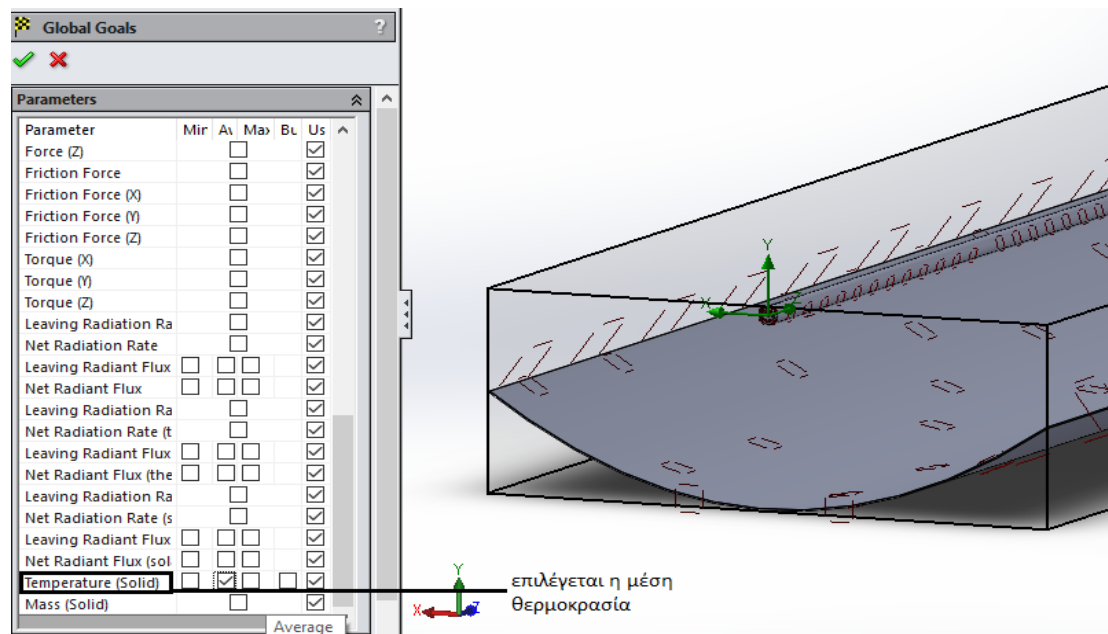 Global Goals ?
Parameters
Parameter Mir Av Max Bu Us
Force (Z)
Friction Force
Friction Force (X)
Friction Force (Y)
Friction Force (Z)
Torque (X)
Torque (Y)
Torque (Z)
Leaving Radiation Ra
Net Radiation Rate
Leaving Radiant Flux
Net Radiant Flux
Leaving Radiation Ra
Net Radiation Rate (t
Leaving Radiant Flux
Net Radiant Flux (the
Leaving Radiation Ra
Net Radiation Rate (s
Leaving Radiant Flux
Net Radiant Flux (sol
Temperature (Solid)
Mass (Solid)
Average
Y
X
Y
X
Z
επιλέγεται η μέση
θερμοκρασία